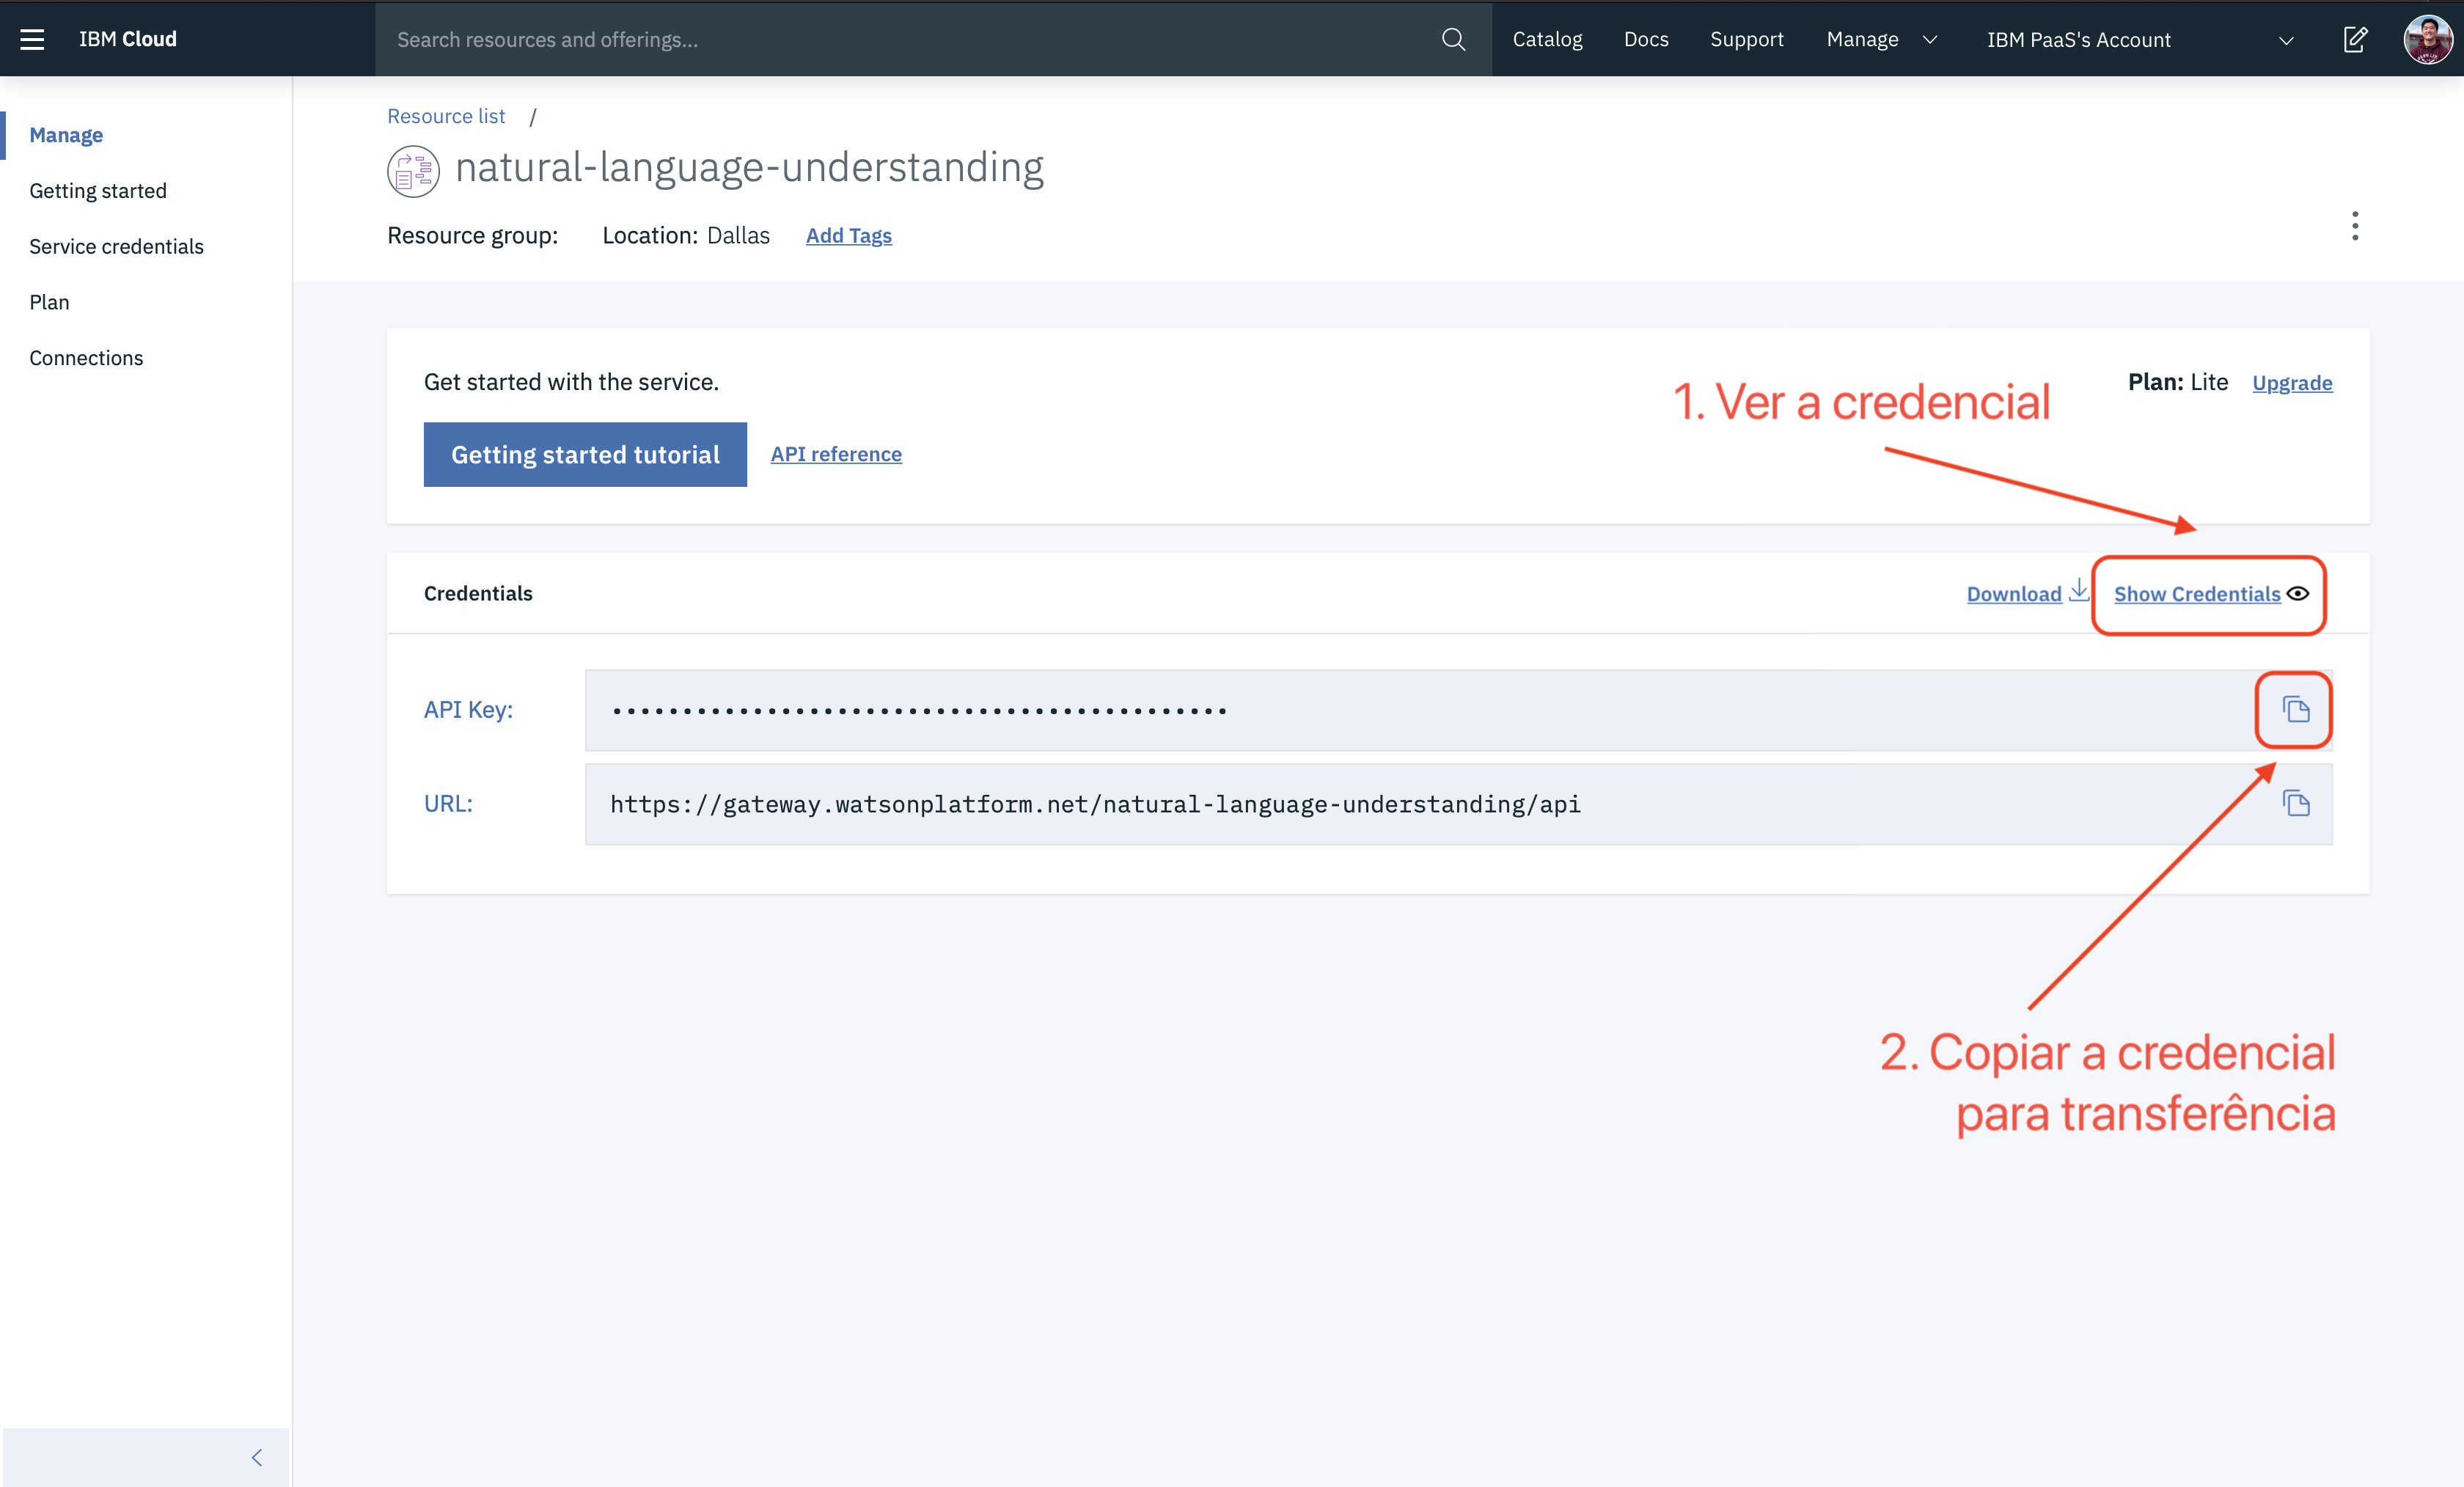 IBM Cloud
Search resources and offerings...
Catalog
Docs
Support
Manage
IBM PaaS's Account
Manage
Getting started
Service credentials
Plan
Connections
Resource list /
natural-language-understanding
Resource group:
Location: Dallas
Add Tags
Get started with the service.
Plan: Lite
Upgrade
Getting started tutorial
API reference
1. Ver a credencial
Credentials
Download
Show Credentials
API Key:
••••••••••••••••••••••••••••••••••••••••••••
URL:
https://gateway.watsonplatform.net/natural-language-understanding/api
2. Copiar a credencial
para transferência